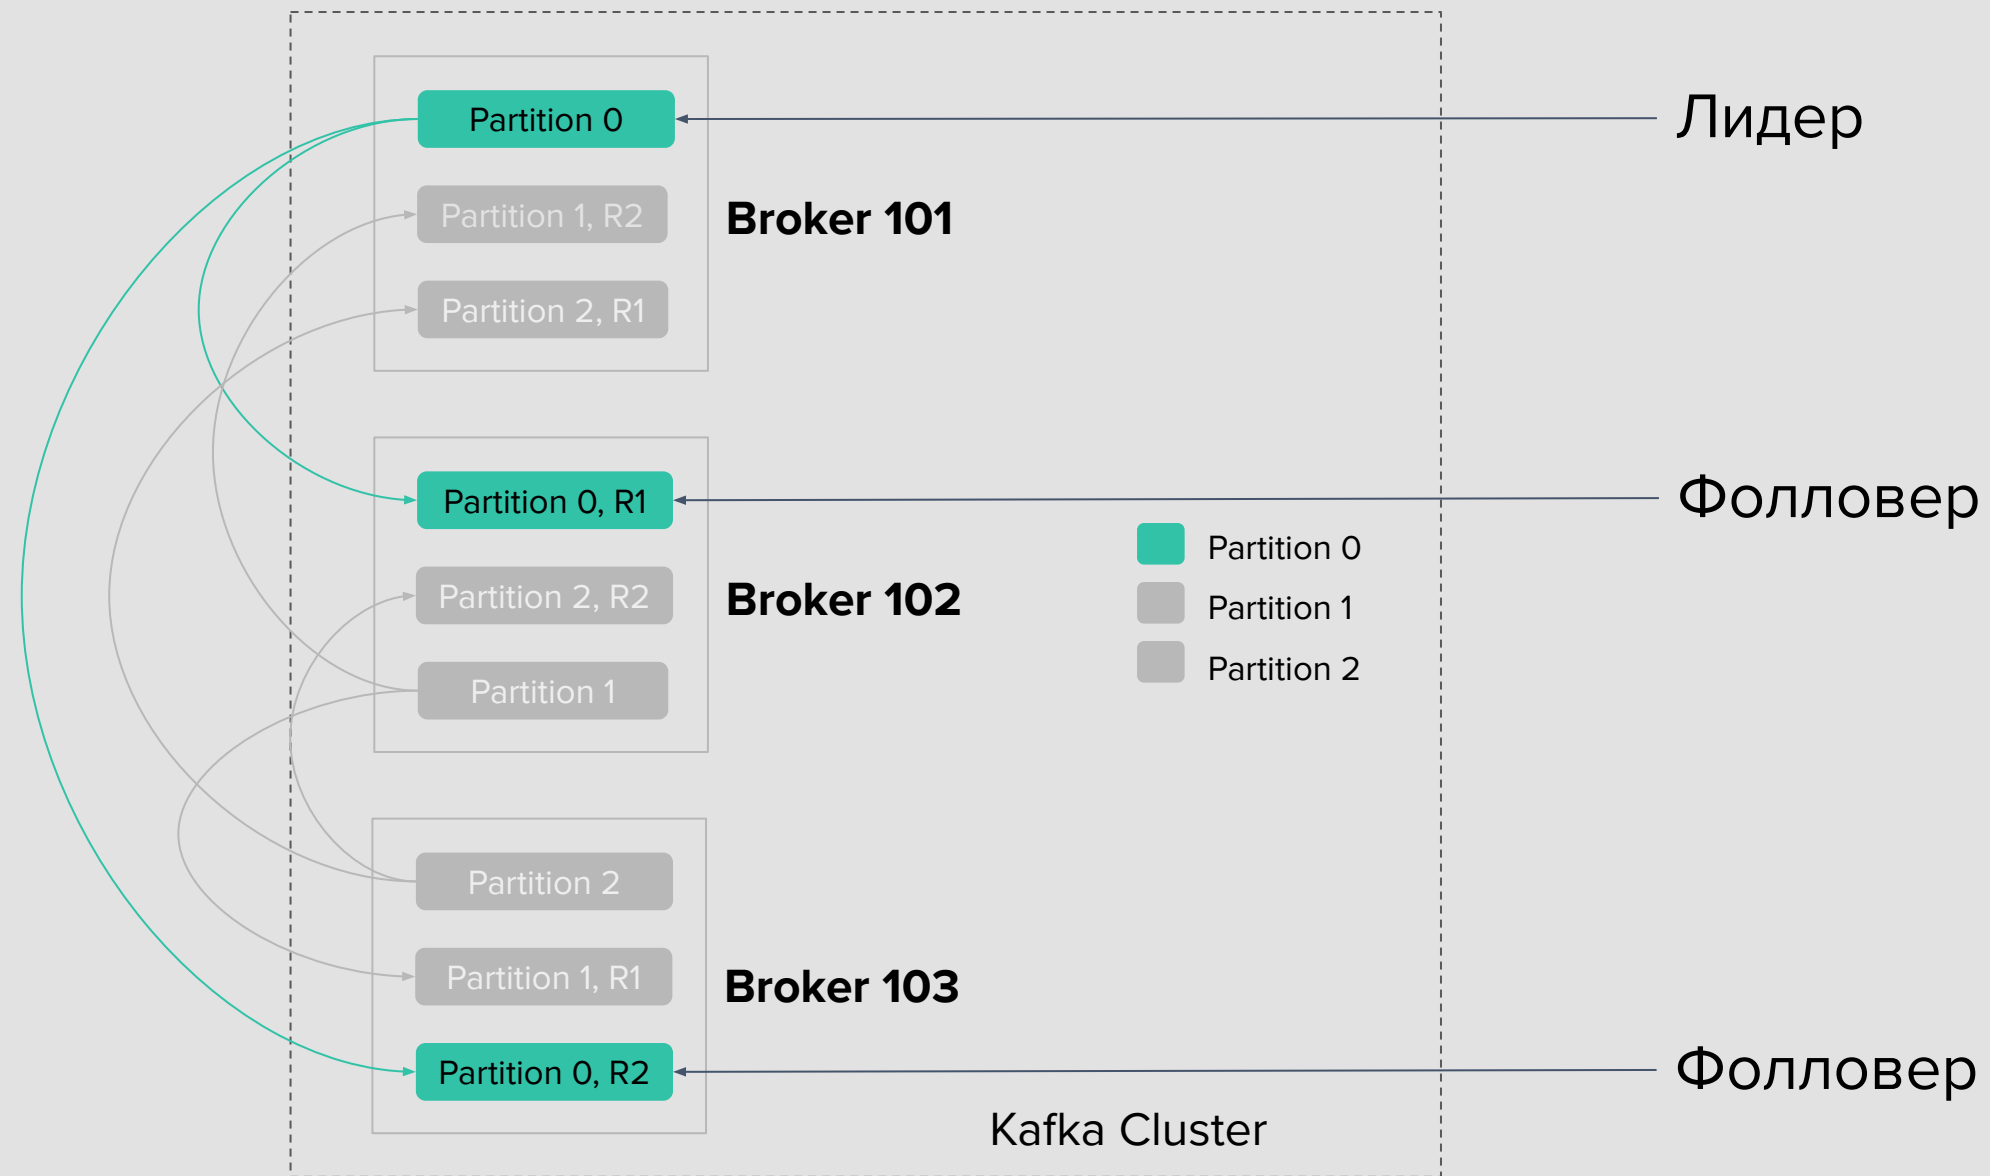 Partition 0
Лидер
Partition 1, R2
Broker 101
Partition 2, R1
Partition 0, R1
Фолловер
Partition 2, R2
Broker 102
Partition 1
Partition 0
Partition 1
Partition 2
Partition 2
Partition 1, R1
Broker 103
Partition 0, R2
Фолловер
Kafka Cluster